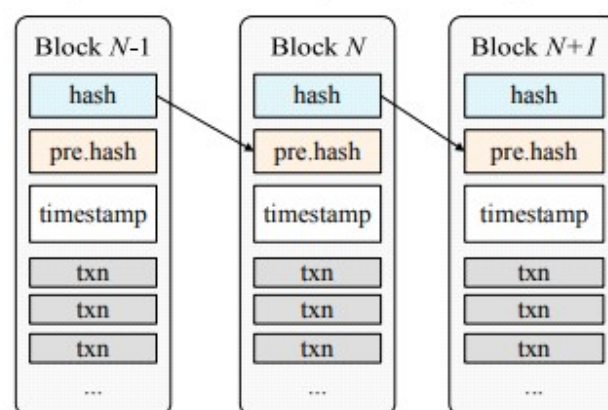 Block N-1
hash
pre.hash
timestamp
txn
txn
txn
...
Block N
hash
pre.hash
timestamp
txn
txn
txn
...
Block N+1
hash
pre.hash
timestamp
txn
txn
txn
...